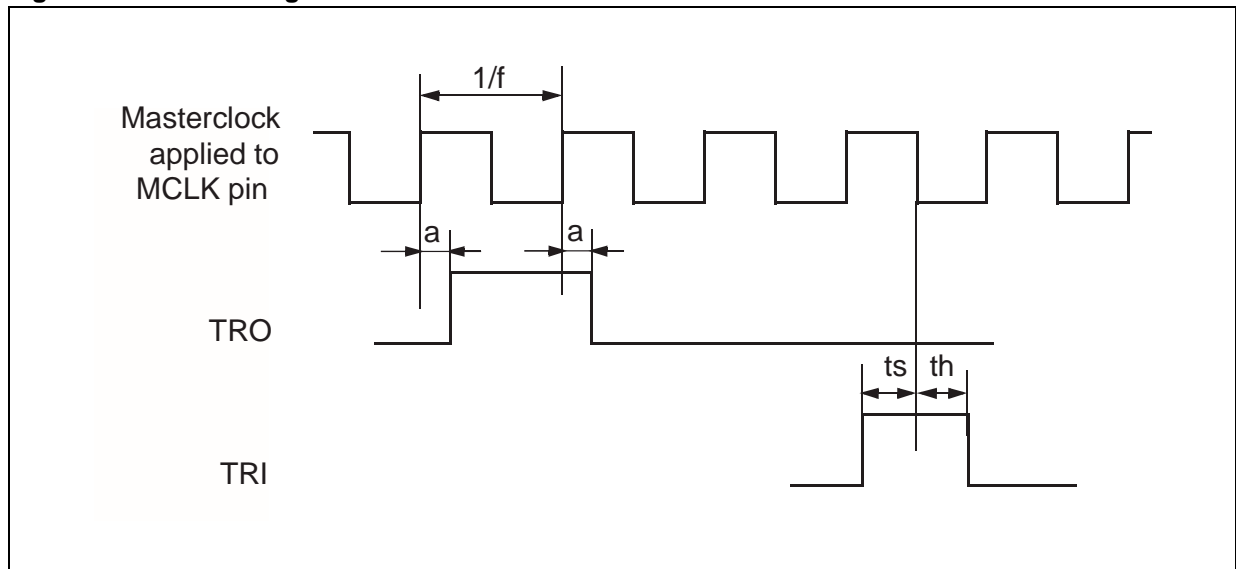 1/f
Masterclock
applied to
MCLK pin
a a
TRO
ts th
TRI